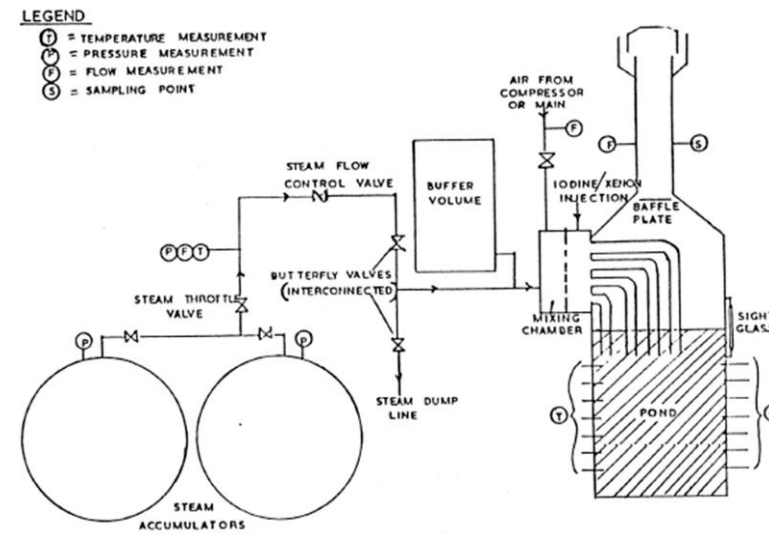 LEGEND
T = TEMPERATURE MEASUREMENT
P = PRESSURE MEASUREMENT
F = FLOW MEASUREMENT
S = SAMPLING POINT
AIR FROM
COMPRESSOR
OR MAIN
F
STEAM FLOW
CONTROL VALVE
BUFFER
VOLUME
IODINE/XENON
INJECTION
F
S
BAFFLE
PLATE
P F T
BUTTERFLY VALVES
(INTERCONNECTED)
STEAM THROTTLE
VALVE
MIXING
CHAMBER
SIGHT
GLAS
P
P
STEAM DUMP
LINE
T
POND
STEAM
ACCUMULATORS